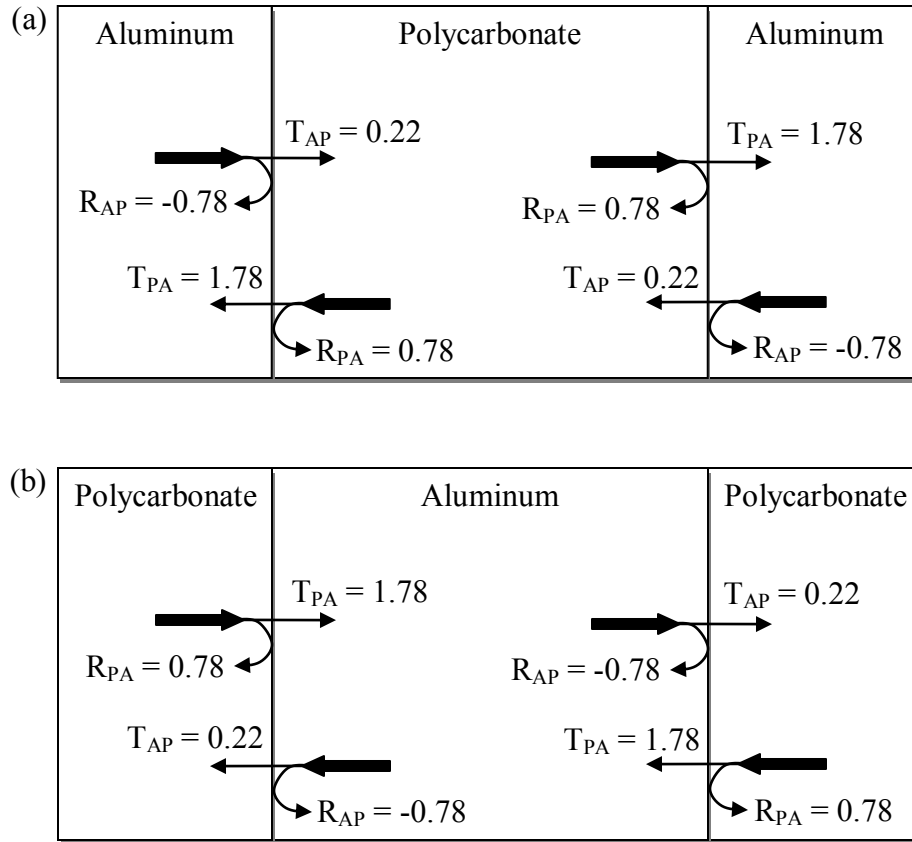 (a)
Aluminum Polycarbonate Aluminum
T_AP = 0.22 T_PA = 1.78
R_AP = -0.78 R_PA = 0.78
T_PA = 1.78 T_AP = 0.22
R_PA = 0.78 R_AP = -0.78
(b)
Polycarbonate Aluminum Polycarbonate
T_PA = 1.78 T_AP = 0.22
R_PA = 0.78 R_AP = -0.78
T_AP = 0.22 T_PA = 1.78
R_AP = -0.78 R_PA = 0.78